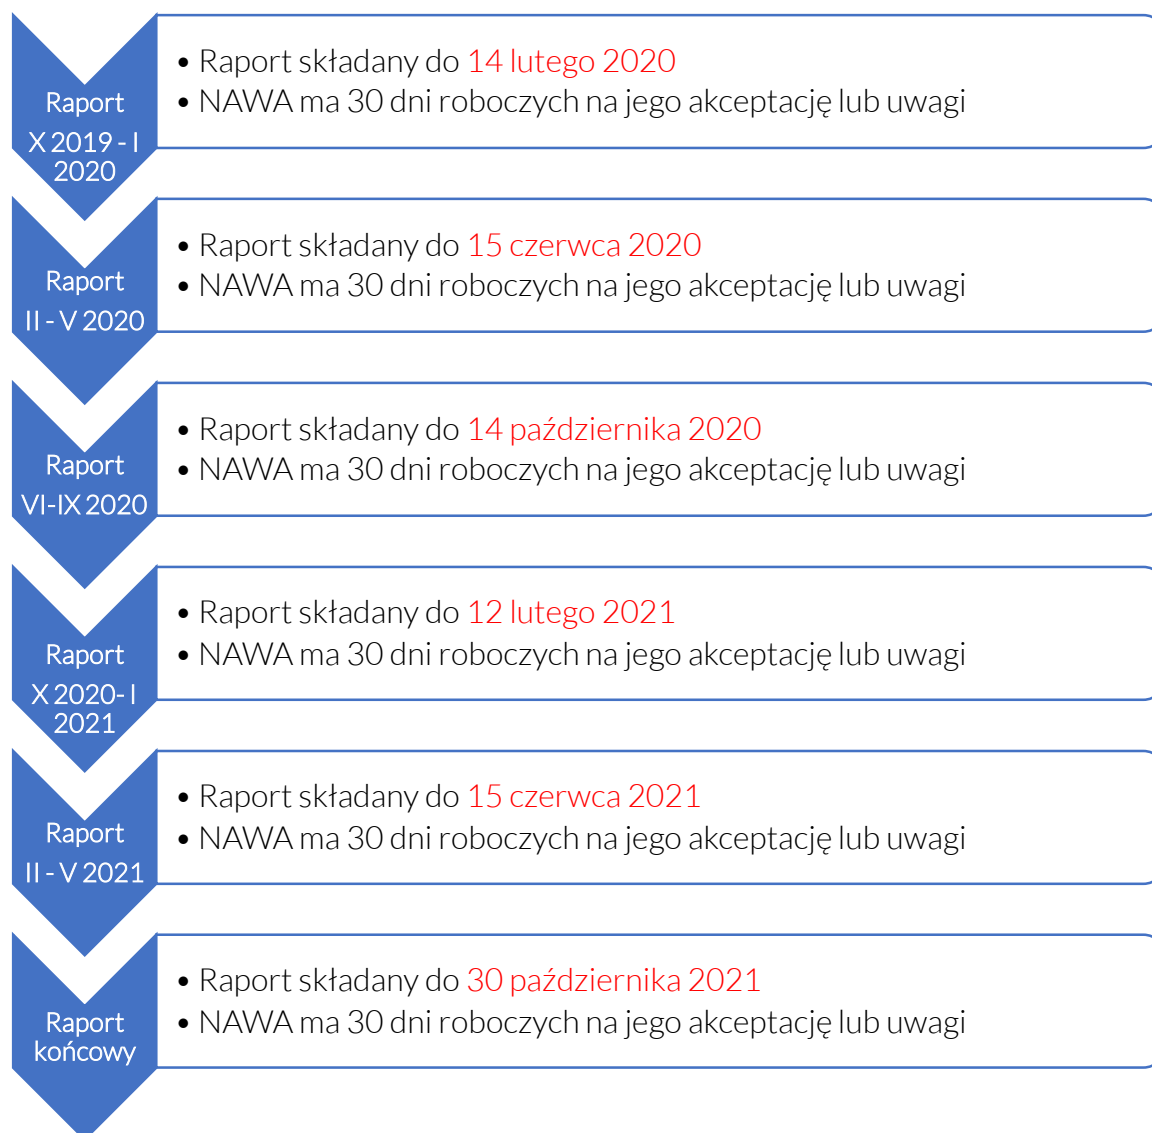 Raport
X 2019 - I
2020
• Raport składany do 14 lutego 2020
• NAWA ma 30 dni roboczych na jego akceptację lub uwagi
Raport
II - V 2020
• Raport składany do 15 czerwca 2020
• NAWA ma 30 dni roboczych na jego akceptację lub uwagi
Raport
VI-IX 2020
• Raport składany do 14 października 2020
• NAWA ma 30 dni roboczych na jego akceptację lub uwagi
Raport
X 2020- I
2021
• Raport składany do 12 lutego 2021
• NAWA ma 30 dni roboczych na jego akceptację lub uwagi
Raport
II - V 2021
• Raport składany do 15 czerwca 2021
• NAWA ma 30 dni roboczych na jego akceptację lub uwagi
Raport
końcowy
• Raport składany do 30 października 2021
• NAWA ma 30 dni roboczych na jego akceptację lub uwagi